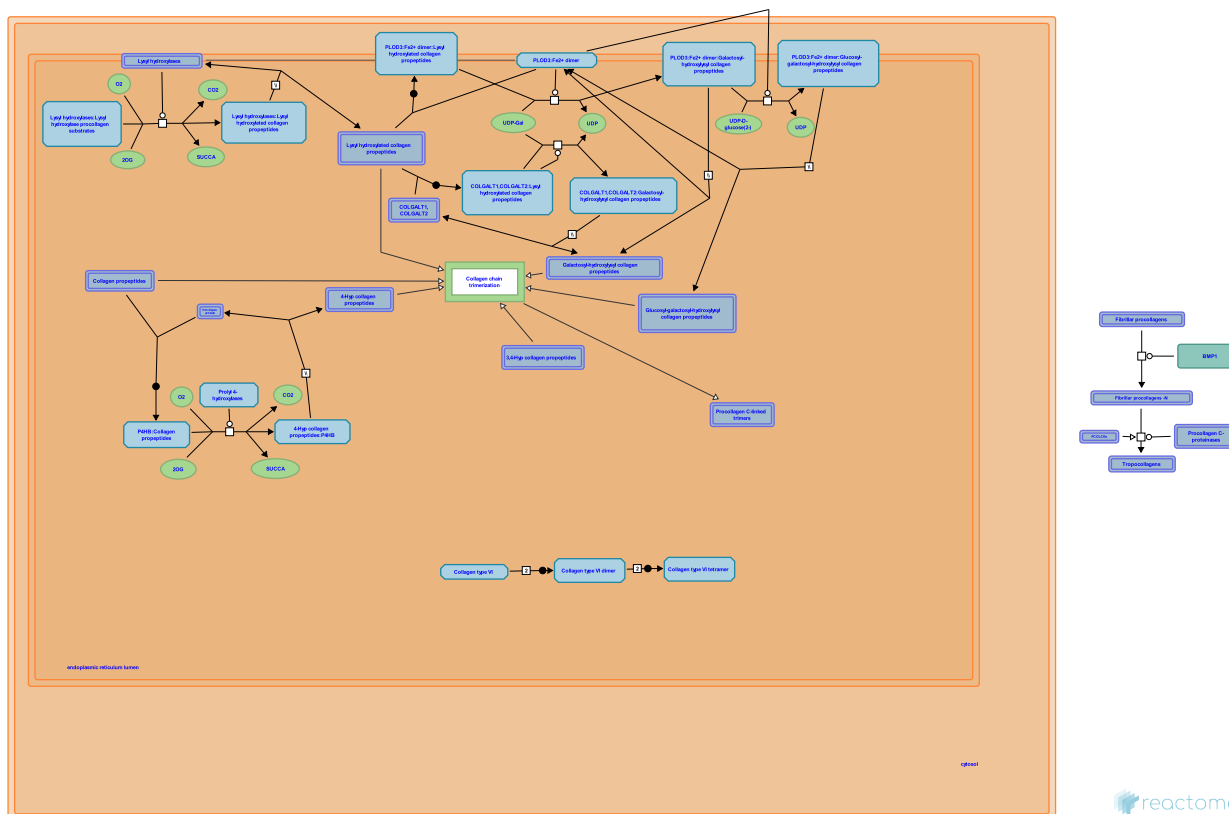 Lysyl hydroxylases
PLOD3:Fe2+ dimer:Lysyl
hydroxylated collagen
propeptides
PLOD3:Fe2+ dimer
PLOD3:Fe2+ dimer:Galactosyl-
hydroxylysyl collagen
propeptides
PLOD3:Fe2+ dimer:Glucosyl-
galactosyl-hydroxylysyl collagen
propeptides
O2
CO2
Lysyl hydroxylases:Lysyl
hydroxylase procollagen
substrates
Lysyl hydroxylases:Lysyl
hydroxylated collagen
propeptides
2OG
SUCCA
UDP-Gal
UDP
UDP-D-
glucose(2-)
UDP
Lysyl hydroxylated collagen
propeptides
COLGALT1,COLGALT2:Lysyl
hydroxylated collagen
propeptides
COLGALT1,COLGALT2:Galactosyl-
hydroxylysyl collagen propeptides
COLGALT1,
COLGALT2
Collagen propeptides
Collagen chain
trimerization
Galactosyl-hydroxylysyl collagen
propeptides
4-Hyp collagen
propeptides
Glucosyl-galactosyl-hydroxylysyl
collagen propeptides
3,4-Hyp collagen propeptides
Procollagen C-linked
trimers
O2
Prolyl 4-
hydroxylases
CO2
P4HB:Collagen
propeptides
4-Hyp collagen
propeptides:P4HB
2OG
SUCCA
Fibrillar procollagens
BMP1
Fibrillar procollagens -N
Procollagen C-
proteinases
Tropocollagens
Collagen type VI
2
Collagen type VI dimer
2
Collagen type VI tetramer
endoplasmic reticulum lumen
cytosol
reactome